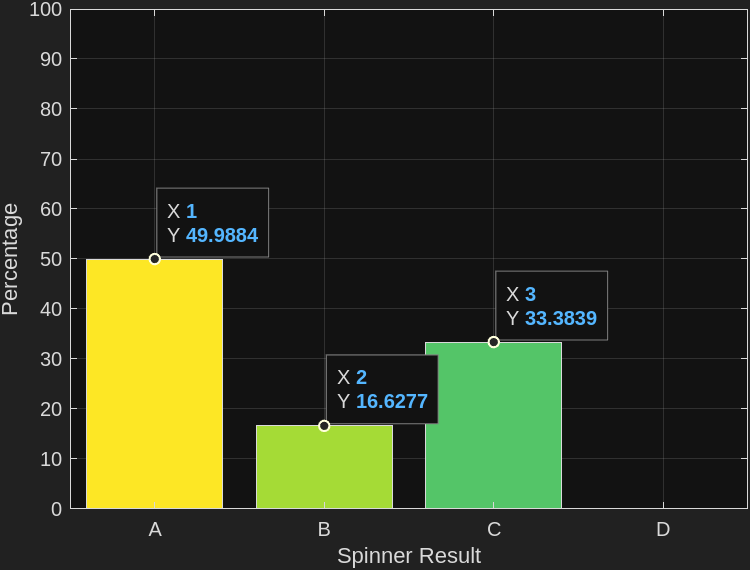 100
90
80
70
60
50
40
30
20
10
0
Percentage
X 1
Y 49.9884
X 2
Y 16.6277
X 3
Y 33.3839
A B C D
Spinner Result